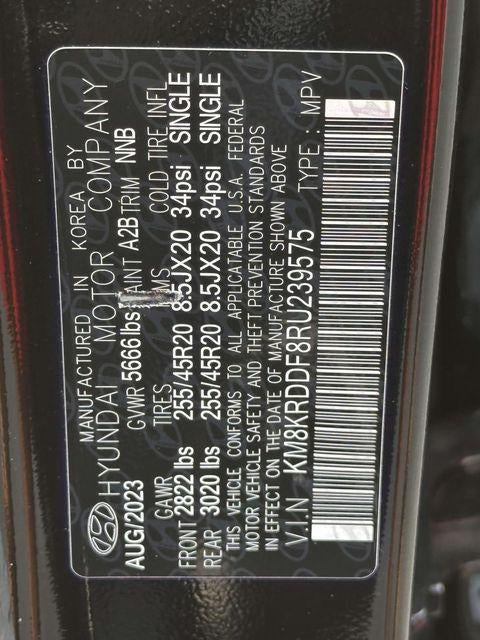 MANUFACTURED IN KOREA BY
HYUNDAI MOTOR COMPANY
AUG/2023 GVWR 5666 lbs PAINT A2B TRIM NNB
GAWR TIRES COLD TIRE INFL
FRONT 2822 lbs 255/45R20 8.5JX20 34psi SINGLE
REAR 3020 lbs 255/45R20 8.5JX20 34psi SINGLE
THIS VEHICLE CONFORMS TO ALL APPLICABLE U.S.A. FEDERAL
MOTOR VEHICLE SAFETY AND THEFT PREVENTION STANDARDS
IN EFFECT ON THE DATE OF MANUFACTURE SHOWN ABOVE
V.I.N KM8KRDDF8RU239575 TYPE : MPV